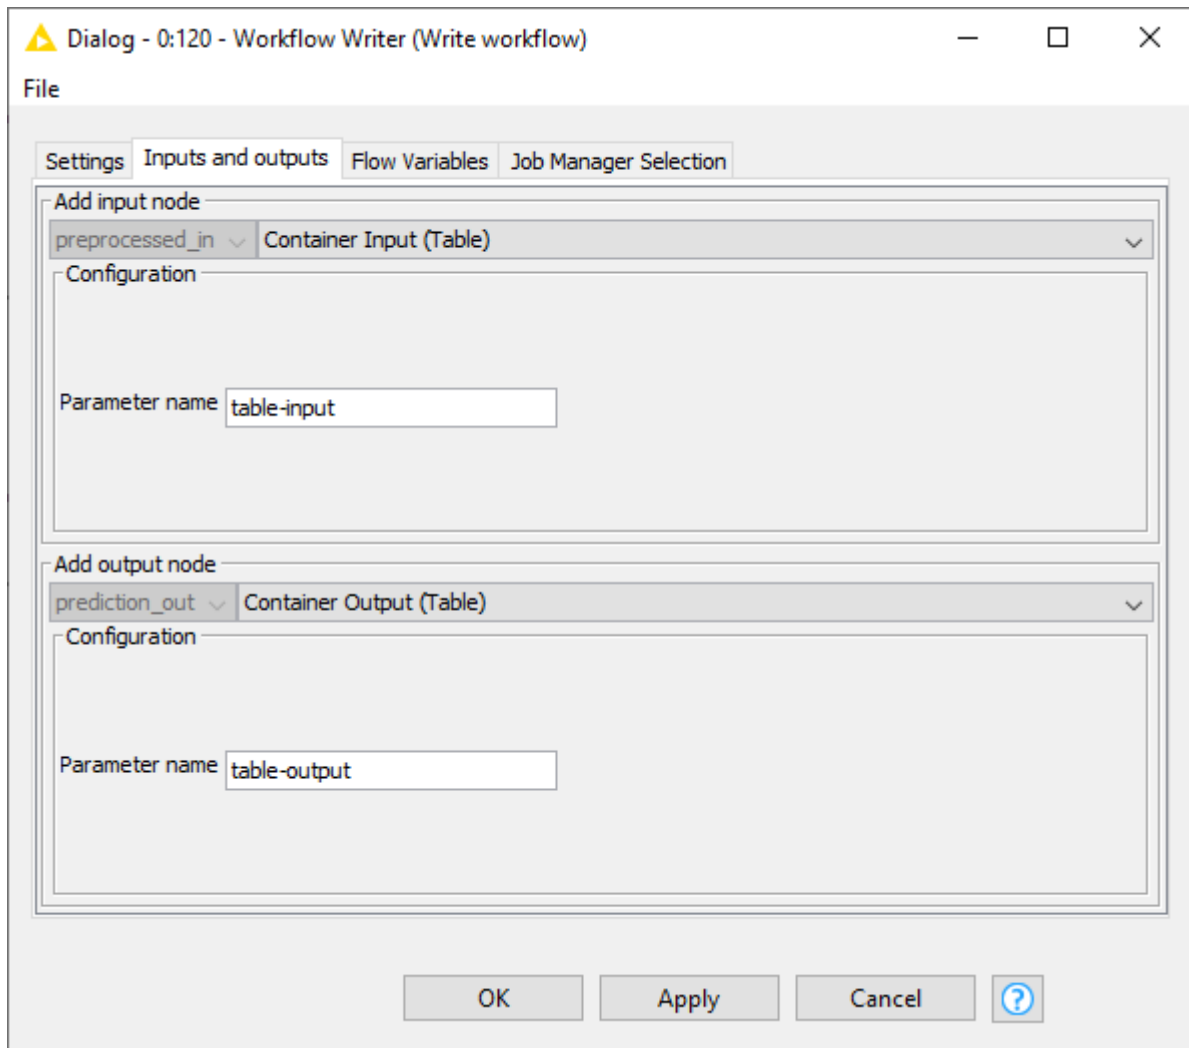 Dialog - 0:120 - Workflow Writer (Write workflow)
File
Settings Inputs and outputs Flow Variables Job Manager Selection
Add input node
preprocessed_in Container Input (Table)
Configuration
Parameter name table-input
Add output node
prediction_out Container Output (Table)
Configuration
Parameter name table-output
OK Apply Cancel ?